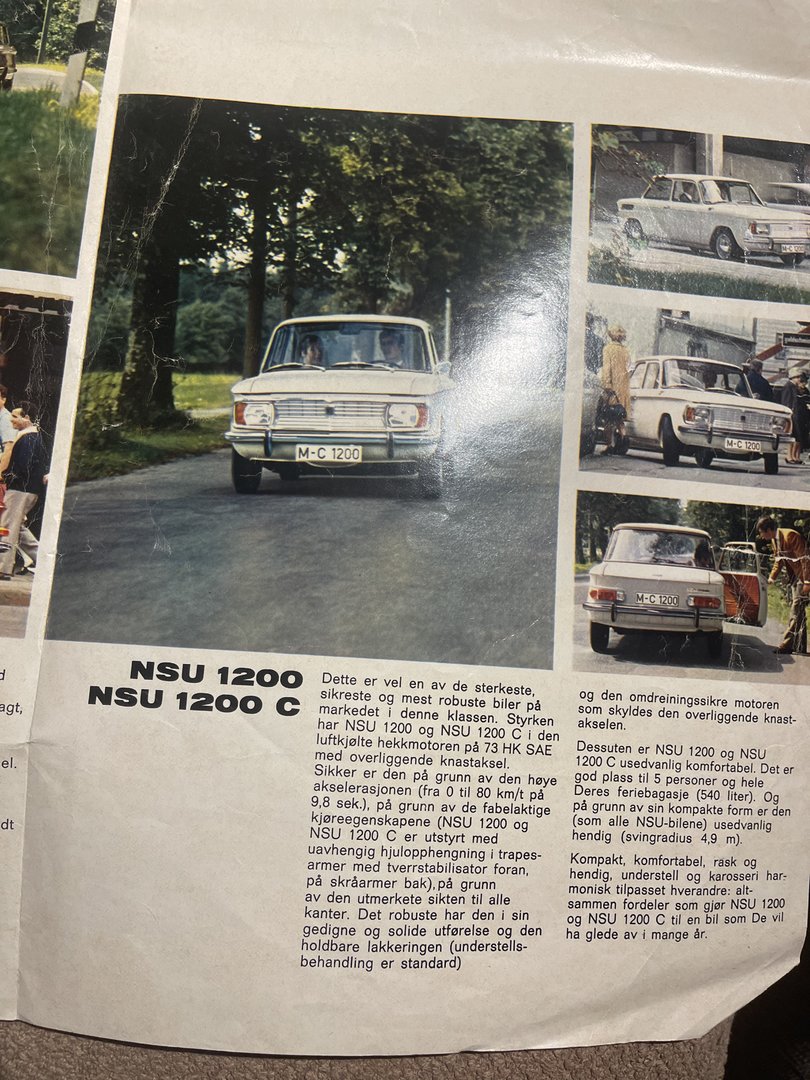 M-C 1200
M-C 1200
M-C 1200
M-C 1200
NSU 1200
NSU 1200 C
Dette er vel en av de sterkeste,
sikreste og mest robuste biler på
markedet i denne klassen. Styrken
har NSU 1200 og NSU 1200 C i den
luftkjølte hekkmotoren på 73 HK SAE
med overliggende knastaksel.
Sikker er den på grunn av den høye
akselerasjonen (fra 0 til 80 km/t på
9,8 sek.), på grunn av de fabelaktige
kjøreegenskapene (NSU 1200 og
NSU 1200 C er utstyrt med
uavhengig hjulopphengning i trapes-
armer med tverrstabilisator foran,
på skråarmer bak), på grunn
av den utmerkete sikten til alle
kanter. Det robuste har den i sin
gedigne og solide utførelse og den
holdbare lakkeringen (understells-
behandling er standard)
og den omdreiningssikre motoren
som skyldes den overliggende knast-
akselen.
Dessuten er NSU 1200 og NSU
1200 C usedvanlig komfortabel. Det er
god plass til 5 personer og hele
Deres feriebagasje (540 liter). Og
på grunn av sin kompakte form er den
(som alle NSU-bilene) usedvanlig
hendig (svingradius 4,9 m).
Kompakt, komfortabel, rask og
hendig, understell og karosseri har-
monisk tilpasset hverandre: alt-
sammen fordeler som gjør NSU 1200
og NSU 1200 C til en bil som De vil
ha glede av i mange år.